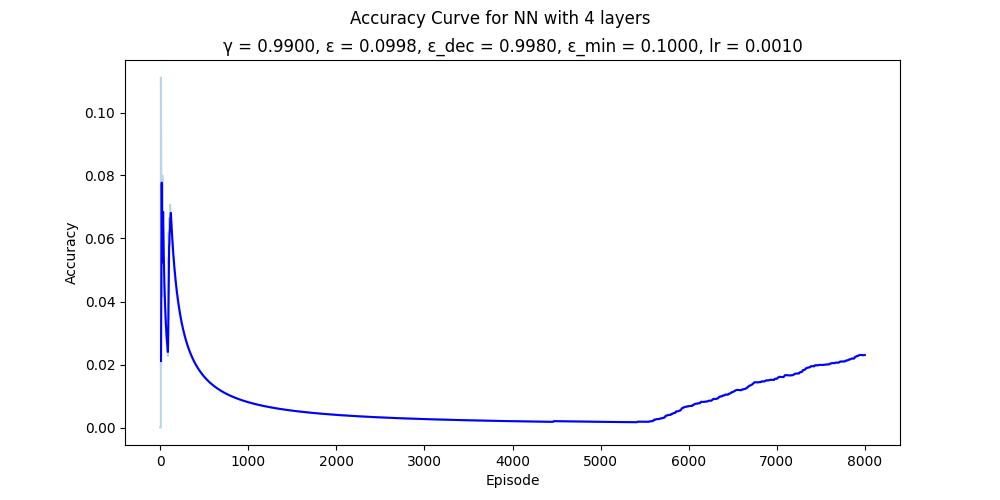 Accuracy Curve for NN with 4 layers
γ = 0.9900, ε = 0.0998, ε_dec = 0.9980, ε_min = 0.1000, lr = 0.0010
0.10
0.08
0.06
0.04
0.02
0.00
Accuracy
0 1000 2000 3000 4000 5000 6000 7000 8000
Episode